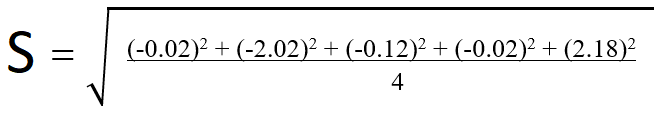 S = √ (-0.02)² + (-2.02)² + (-0.12)² + (-0.02)² + (2.18)²
4